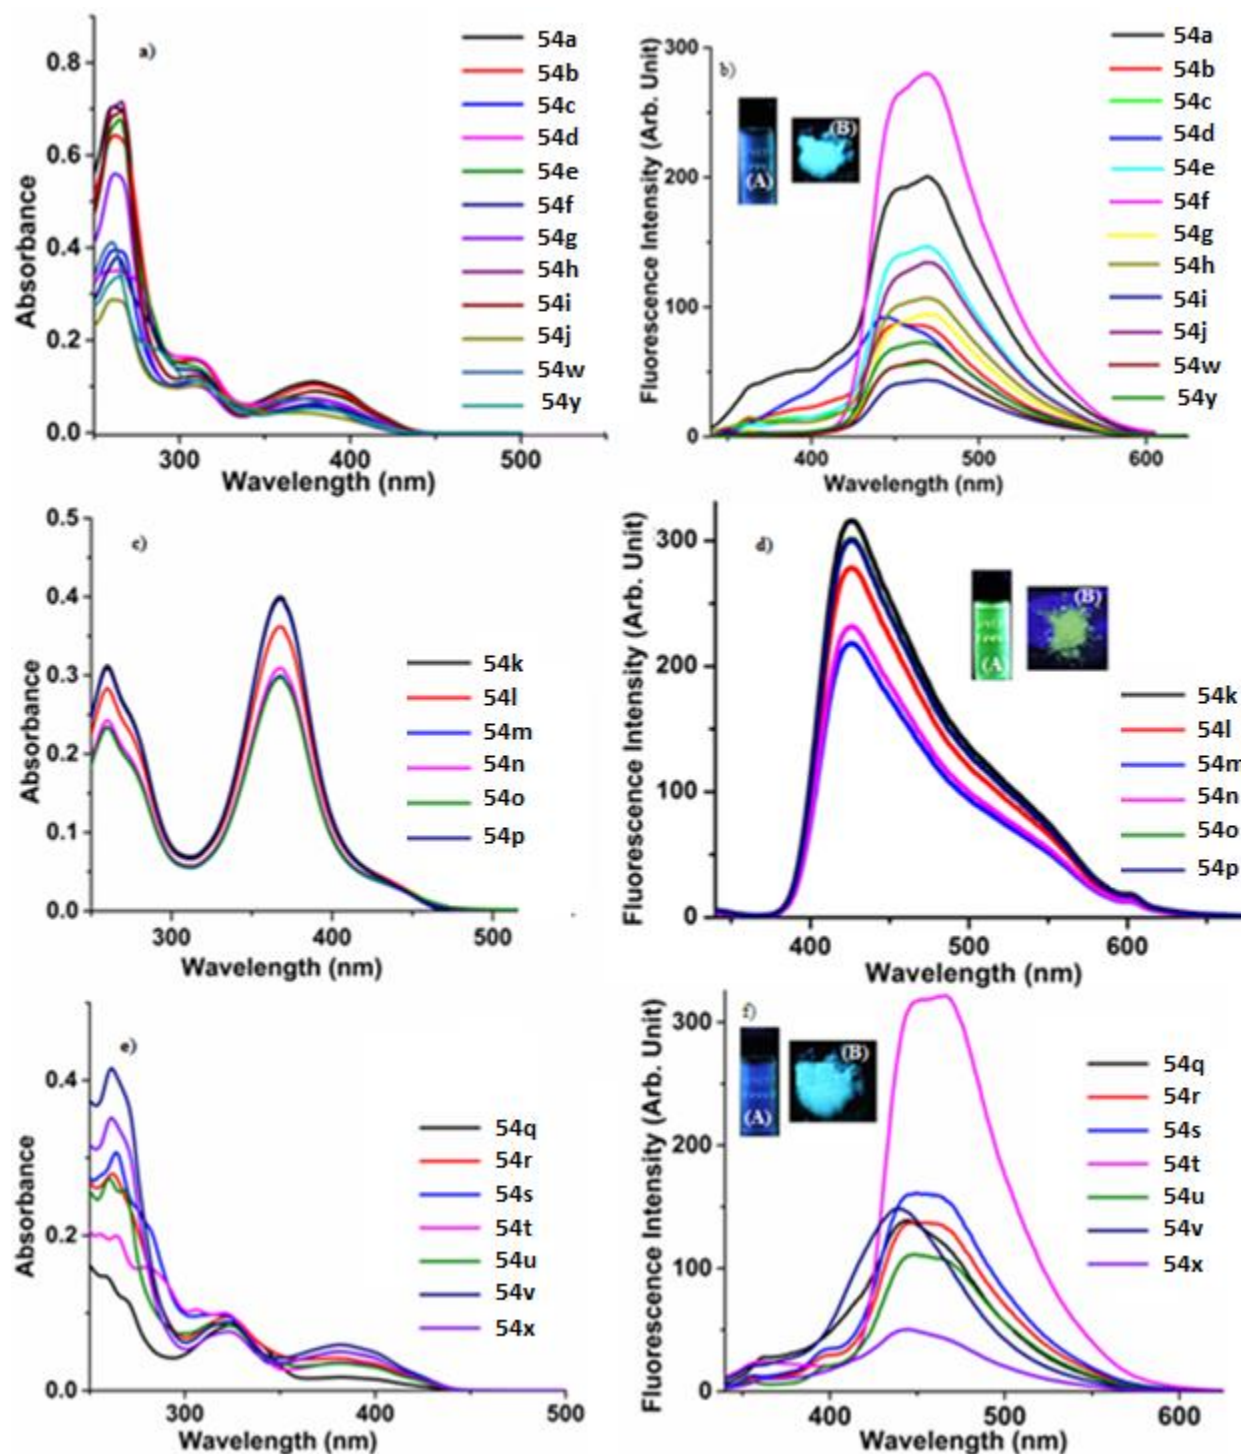 a)
Absorbance
0.8
0.6
0.4
0.2
0.0
300
400
500
Wavelength (nm)
54a
54b
54c
54d
54e
54f
54g
54h
54i
54j
54w
54y
b)
Fluorescence Intensity (Arb. Unit)
300
200
100
0
400
500
600
Wavelength (nm)
(A)
(B)
54a
54b
54c
54d
54e
54f
54g
54h
54i
54j
54w
54y
c)
Absorbance
0.5
0.4
0.3
0.2
0.1
0.0
300
400
500
Wavelength (nm)
54k
54l
54m
54n
54o
54p
d)
Fluorescence Intensity (Arb. Unit)
300
200
100
0
400
500
600
Wavelength (nm)
(A
(B)
54k
54l
54m
54n
54o
54p
e)
Absorbance
0.4
0.2
0.0
300
400
500
Wavelength (nm)
54q
54r
54s
54t
54u
54v
54x
f)
Fluorescence Intensity (Arb. Unit)
300
200
100
0
400
500
600
Wavelength (nm)
(A)
(B)
54q
54r
54s
54t
54u
54v
54x